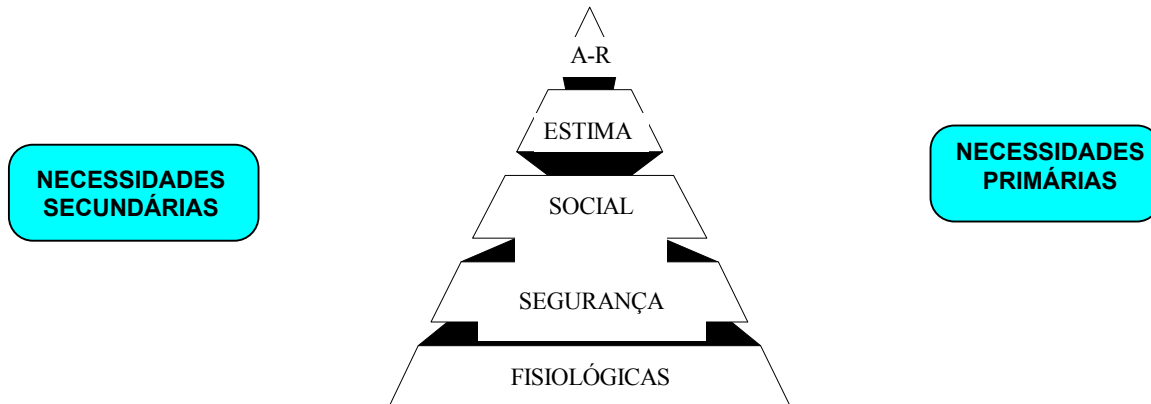 A-R
ESTIMA
NECESSIDADES
SECUNDÁRIAS
NECESSIDADES
PRIMÁRIAS
SOCIAL
SEGURANÇA
FISIOLÓGICAS